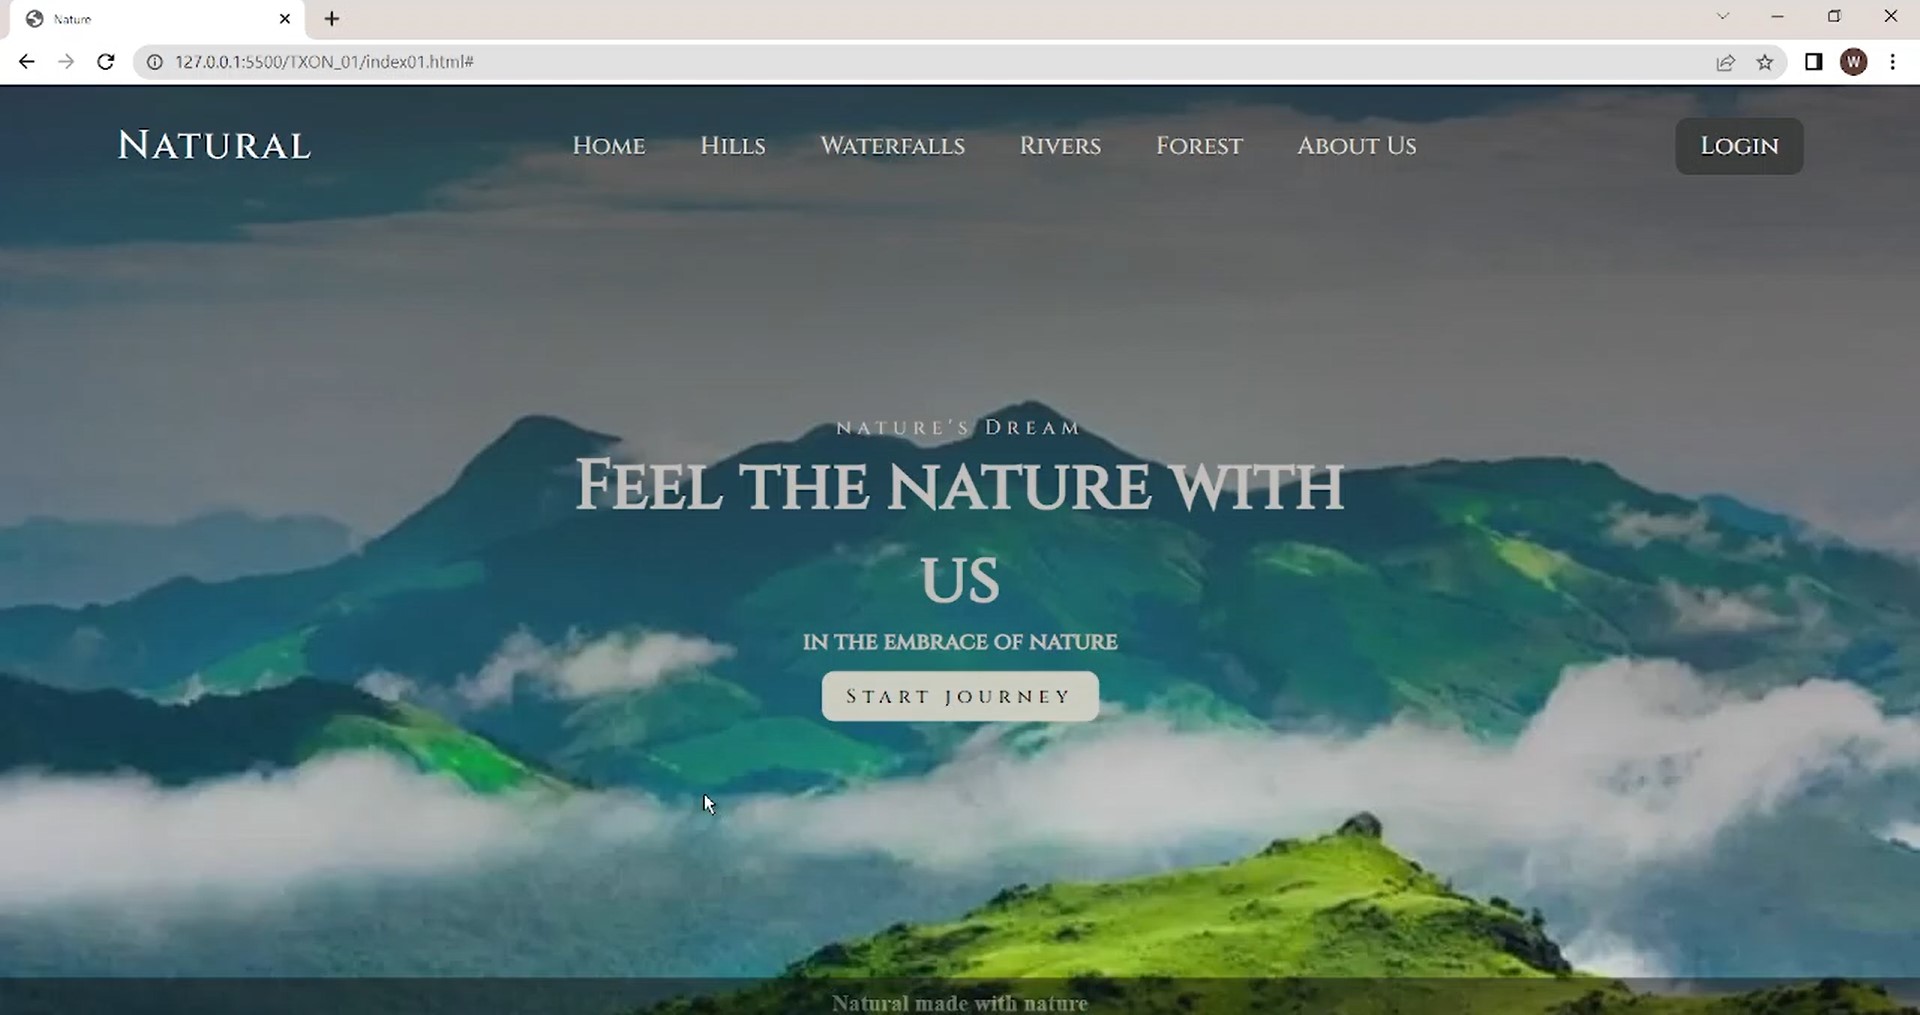 Nature
127.0.0.1:5500/TXON_01/index01.html#
W
Natural
Home Hills Waterfalls Rivers Forest About Us
Login
nature's Dream
Feel the nature with
us
in the embrace of nature
Start journey
Natural made with nature